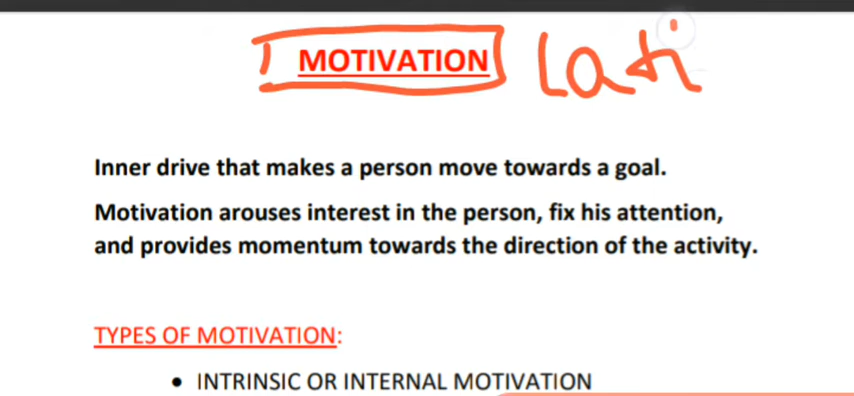 MOTIVATION Lati
Inner drive that makes a person move towards a goal.
Motivation arouses interest in the person, fix his attention,
and provides momentum towards the direction of the activity.
TYPES OF MOTIVATION:
• INTRINSIC OR INTERNAL MOTIVATION